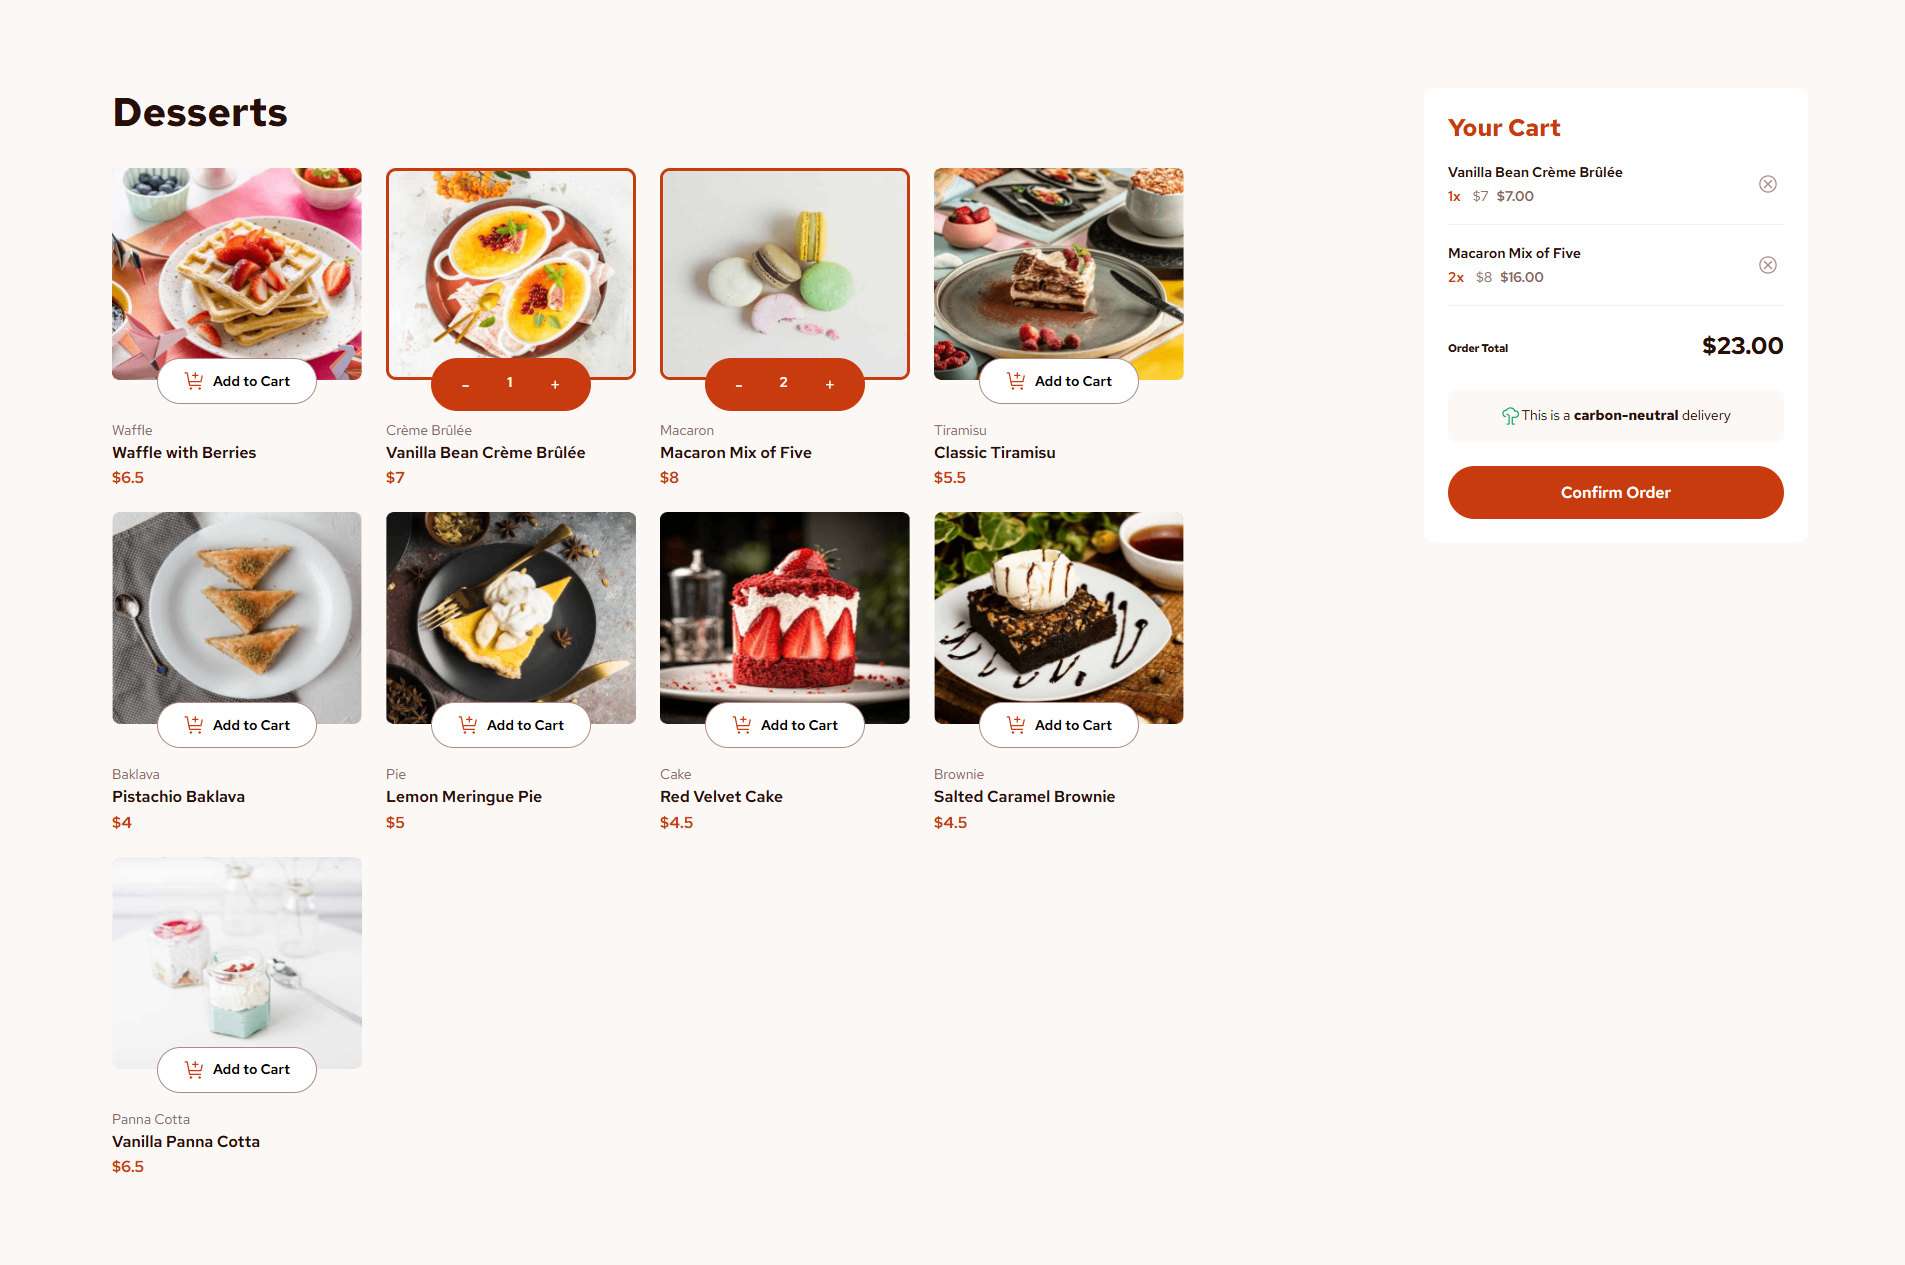 Desserts
Add to Cart
Waffle
Waffle with Berries
$6.5
- 1 +
Crème Brûlée
Vanilla Bean Crème Brûlée
$7
- 2 +
Macaron
Macaron Mix of Five
$8
Add to Cart
Tiramisu
Classic Tiramisu
$5.5
Add to Cart
Baklava
Pistachio Baklava
$4
Add to Cart
Pie
Lemon Meringue Pie
$5
Add to Cart
Cake
Red Velvet Cake
$4.5
Add to Cart
Brownie
Salted Caramel Brownie
$4.5
Add to Cart
Panna Cotta
Vanilla Panna Cotta
$6.5
Your Cart
Vanilla Bean Crème Brûlée
1x $7 $7.00
Macaron Mix of Five
2x $8 $16.00
Order Total $23.00
This is a carbon-neutral delivery
Confirm Order